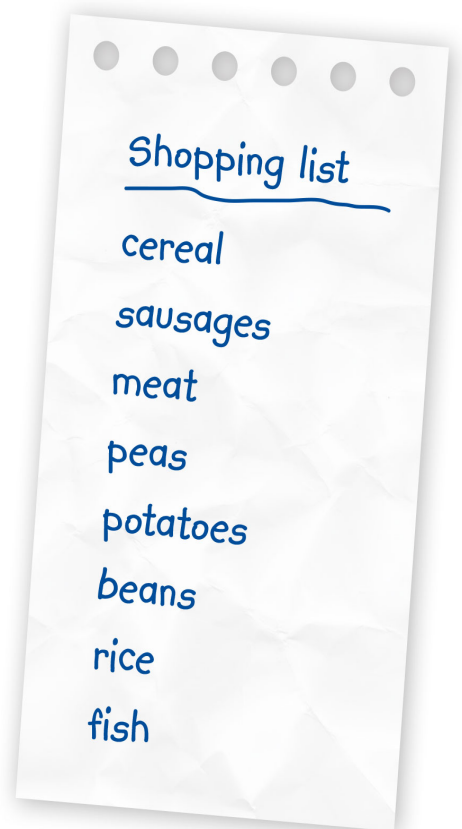 Shopping list
cereal
sausages
meat
peas
potatoes
beans
rice
fish